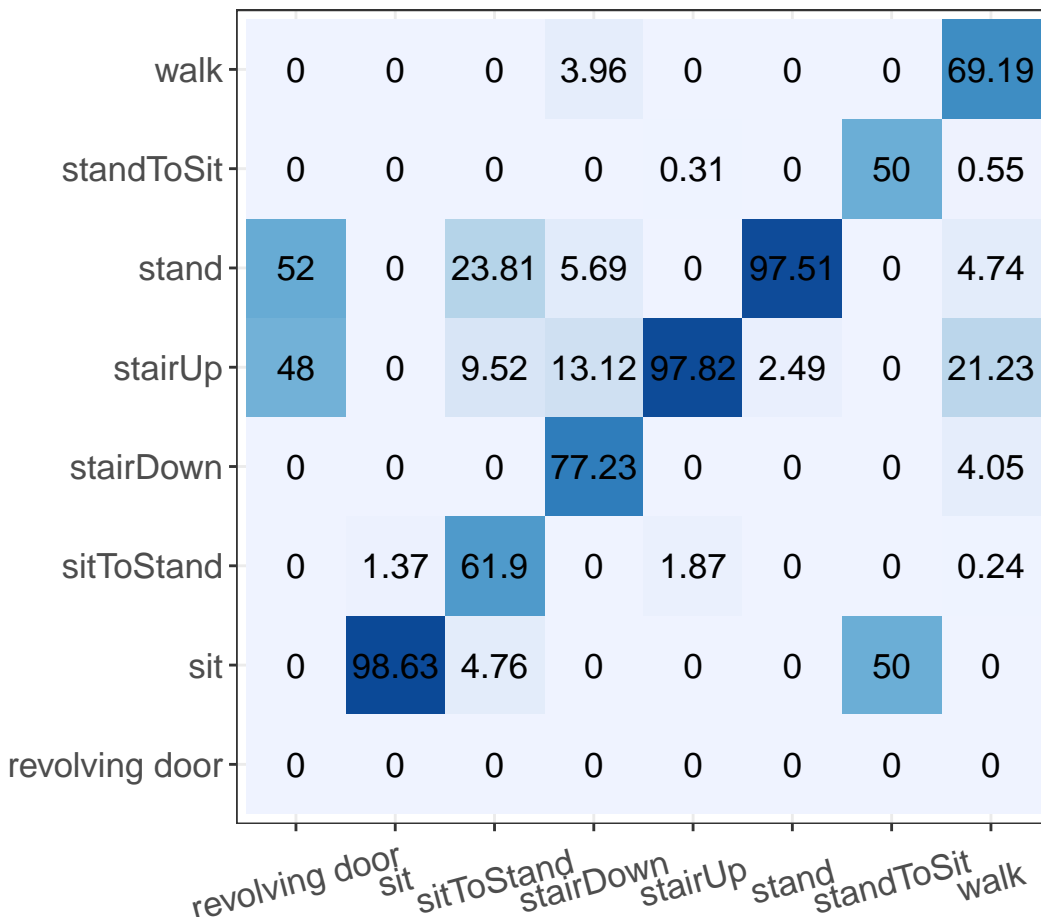 walk 0 0 0 3.96 0 0 0 69.19
standToSit 0 0 0 0 0.31 0 50 0.55
stand 52 0 23.81 5.69 0 97.51 0 4.74
stairUp 48 0 9.52 13.12 97.82 2.49 0 21.23
stairDown 0 0 0 77.23 0 0 0 4.05
sitToStand 0 1.37 61.9 0 1.87 0 0 0.24
sit 0 98.63 4.76 0 0 0 50 0
revolving door 0 0 0 0 0 0 0 0
revolving door sit sitToStand stairDown stairUp stand standToSit walk